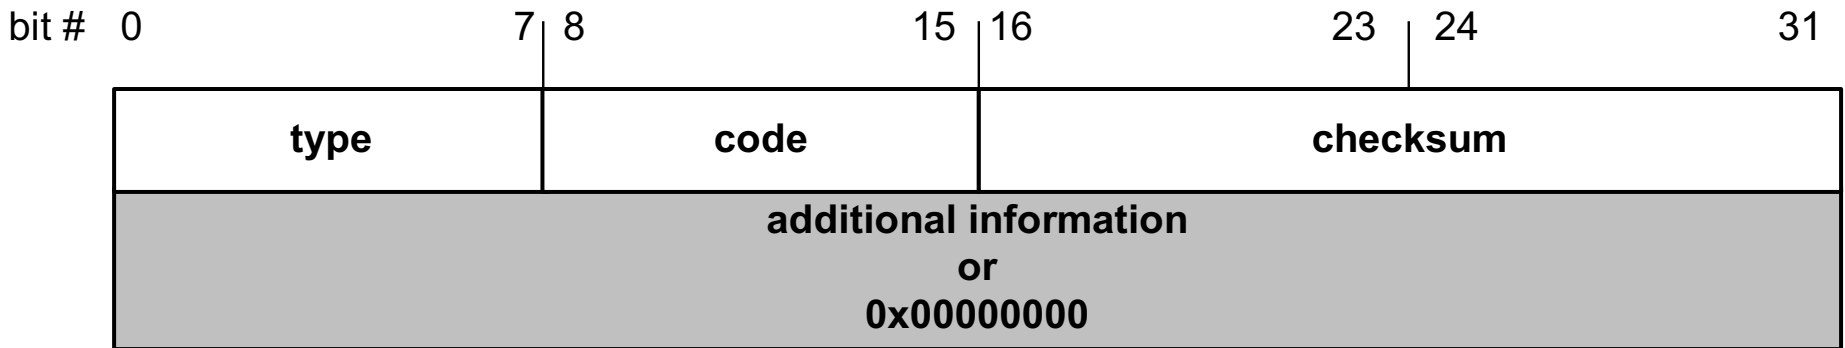 bit # 0 7 8 15 16 23 24 31
type code checksum
additional information
or
0x00000000